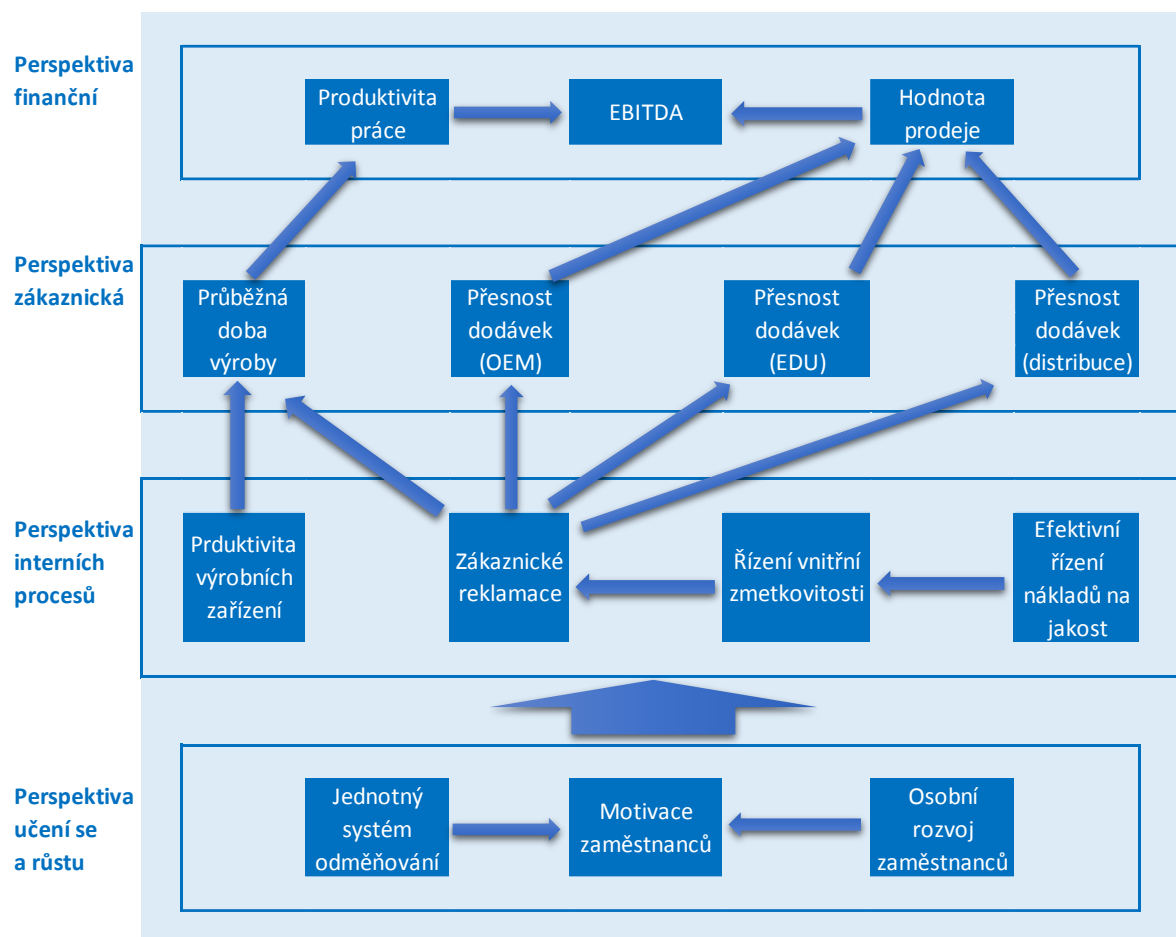 Perspektiva
finanční
Produktivita
práce
EBITDA
Hodnota
prodeje
Perspektiva
zákaznická
Průběžná
doba
výroby
Přesnost
dodávek
(OEM)
Přesnost
dodávek
(EDU)
Přesnost
dodávek
(distribuce)
Perspektiva
interních
procesů
Prduktivita
výrobních
zařízení
Zákaznické
reklamace
Řízení vnitřní
zmetkovitosti
Efektivní
řízení
nákladů na
jakost
Perspektiva
učení se
a růstu
Jednotný
systém
odměňování
Motivace
zaměstnanců
Osobní
rozvoj
zaměstnanců